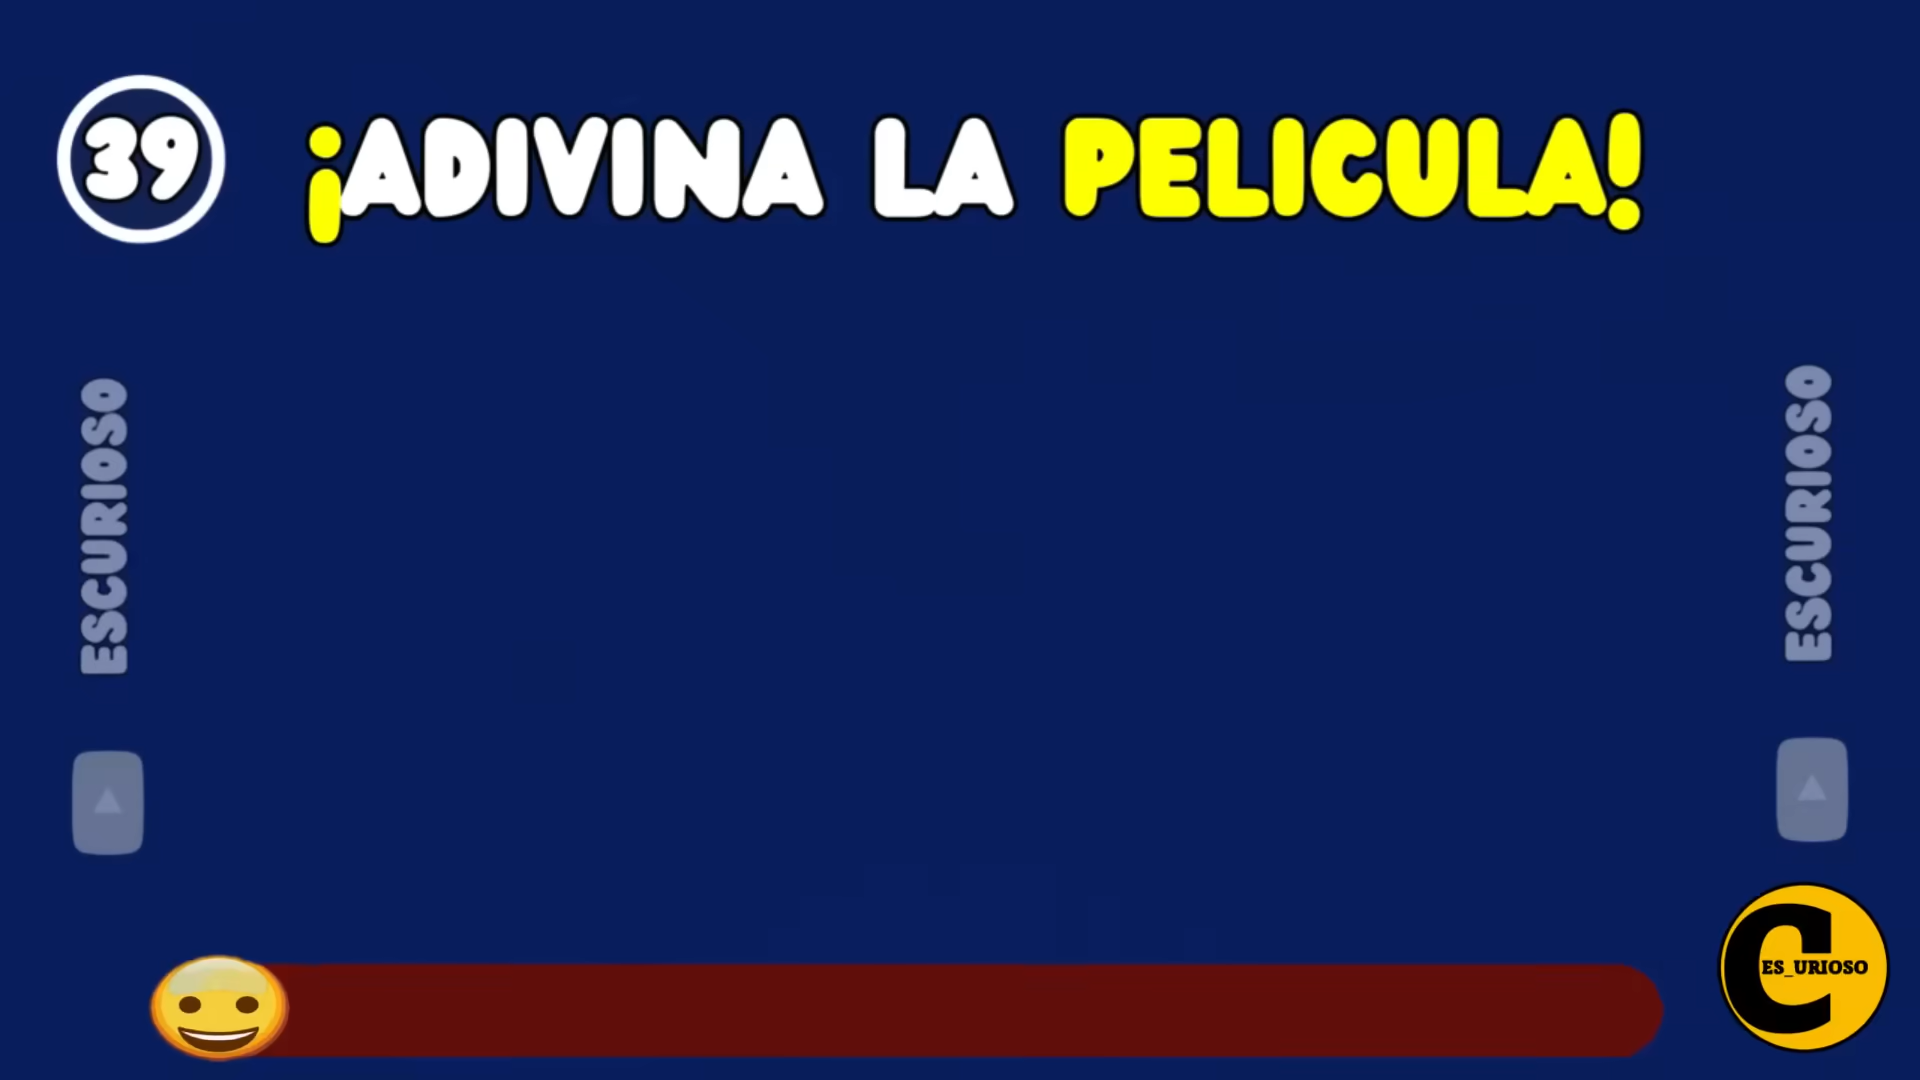 39
¡ADIVINA LA PELICULA!
ESCURIOSO
ESCURIOSO
C
ES_URIOSO